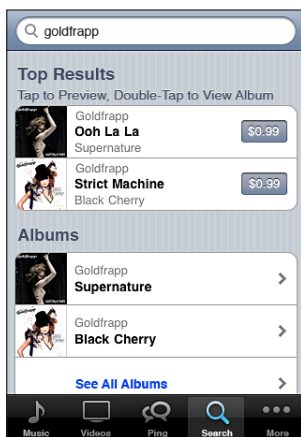 goldfrapp
Top Results
Tap to Preview, Double-Tap to View Album
Goldfrapp
Ooh La La
$0.99
Supernature
Goldfrapp
Strict Machine
$0.99
Black Cherry
Albums
Goldfrapp
Supernature
Goldfrapp
Black Cherry
See All Albums
Music Videos Ping Search More